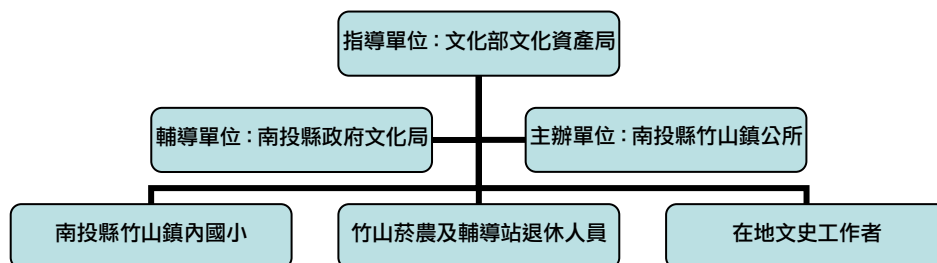 指導單位：文化部文化資產局
輔導單位：南投縣政府文化局
主辦單位：南投縣竹山鎮公所
南投縣竹山鎮內國小
竹山菸農及輔導站退休人員
在地文史工作者